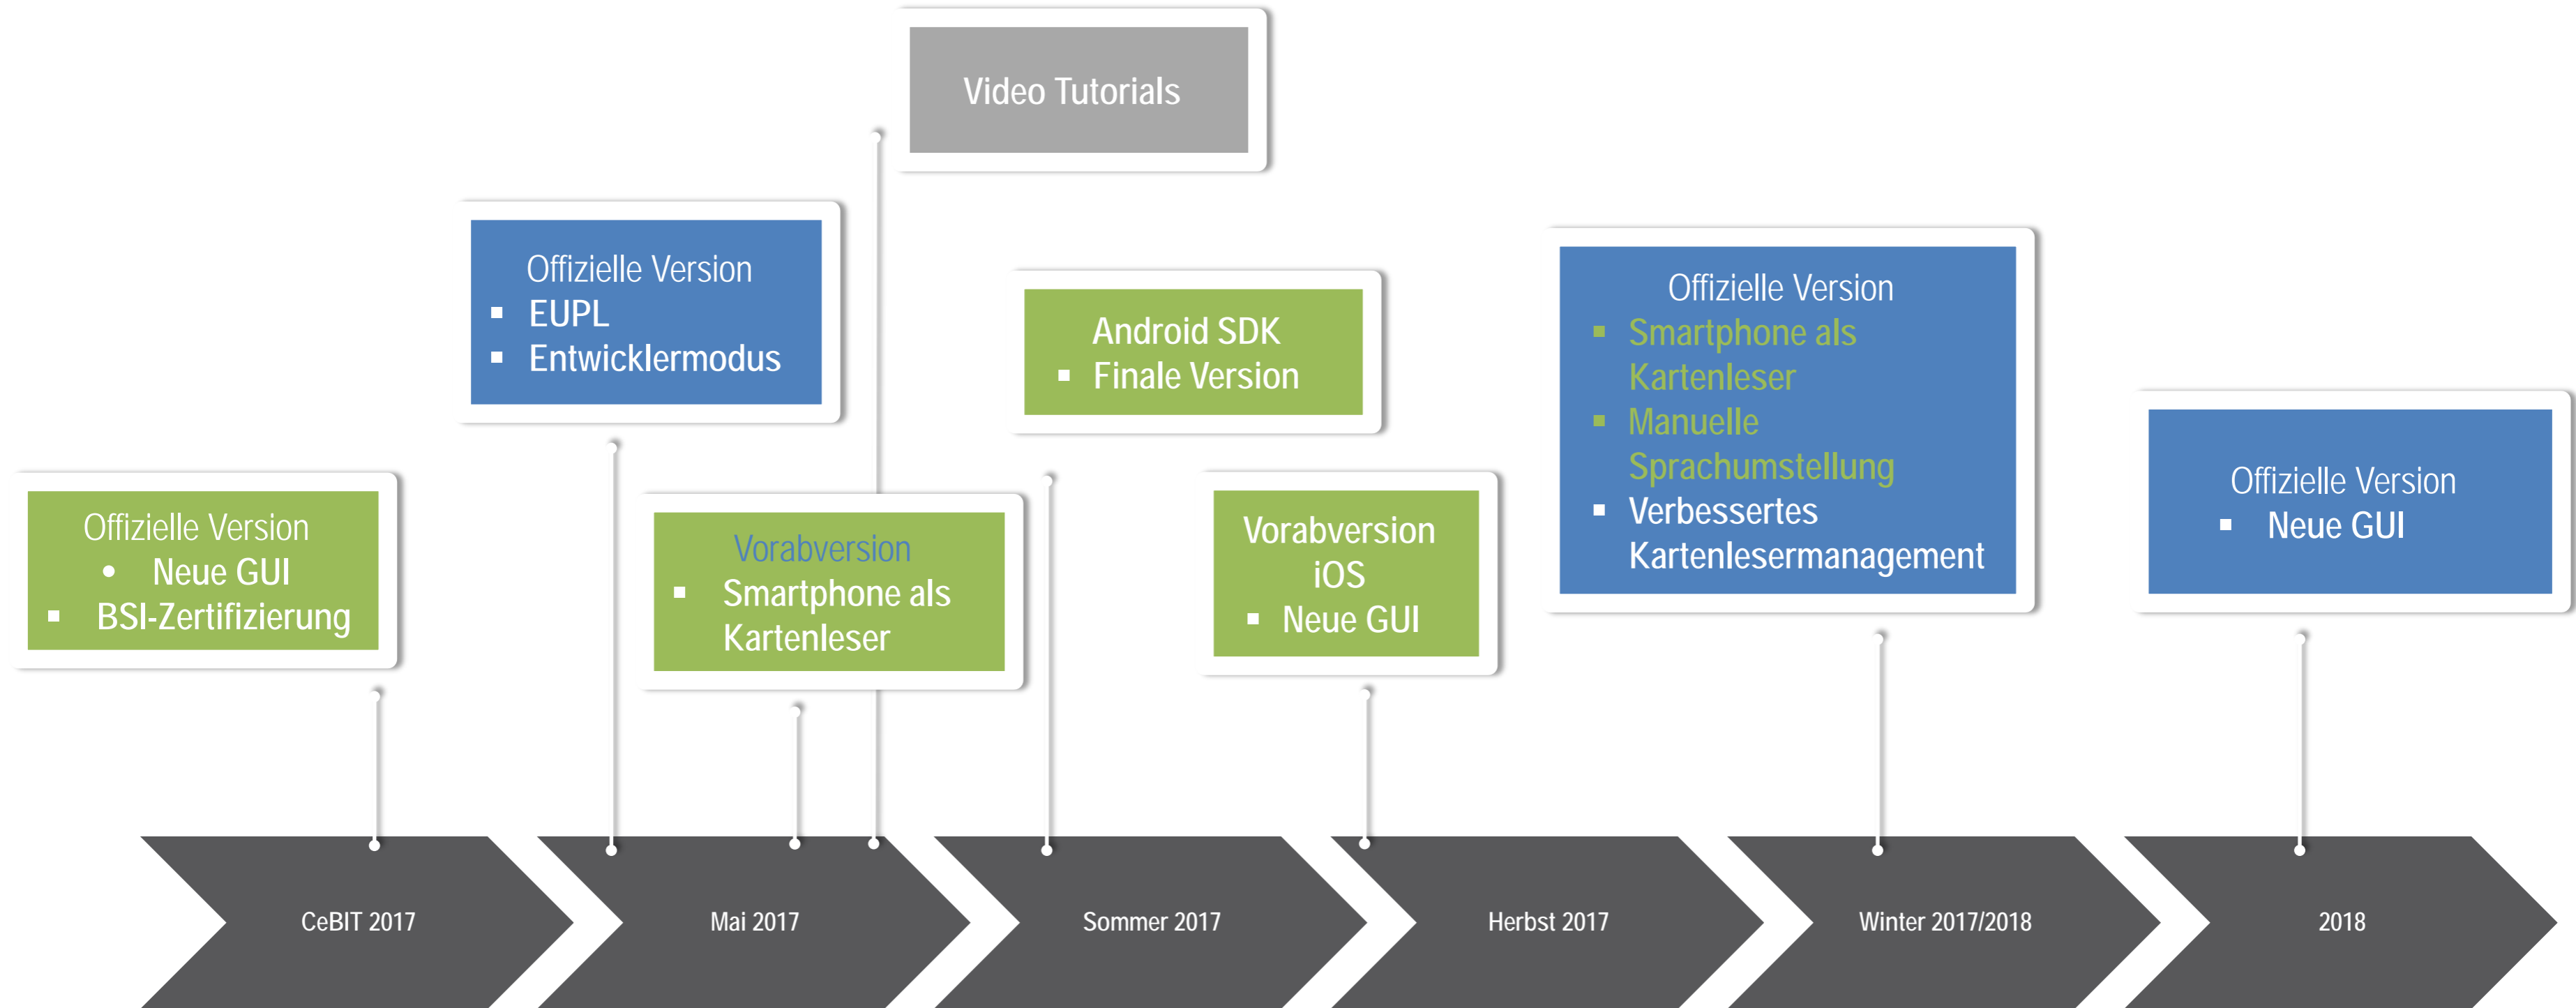 Video Tutorials
Offizielle Version
▪ EUPL
▪ Entwicklermodus
Android SDK
▪ Finale Version
Offizielle Version
▪ Smartphone als
Kartenleser
▪ Manuelle
Sprachumstellung
▪ Verbessertes
Kartenlesermanagement
Offizielle Version
▪ Neue GUI
Offizielle Version
• Neue GUI
▪ BSI-Zertifizierung
Vorabversion
▪ Smartphone als
Kartenleser
Vorabversion
iOS
▪ Neue GUI
CeBIT 2017
Mai 2017
Sommer 2017
Herbst 2017
Winter 2017/2018
2018